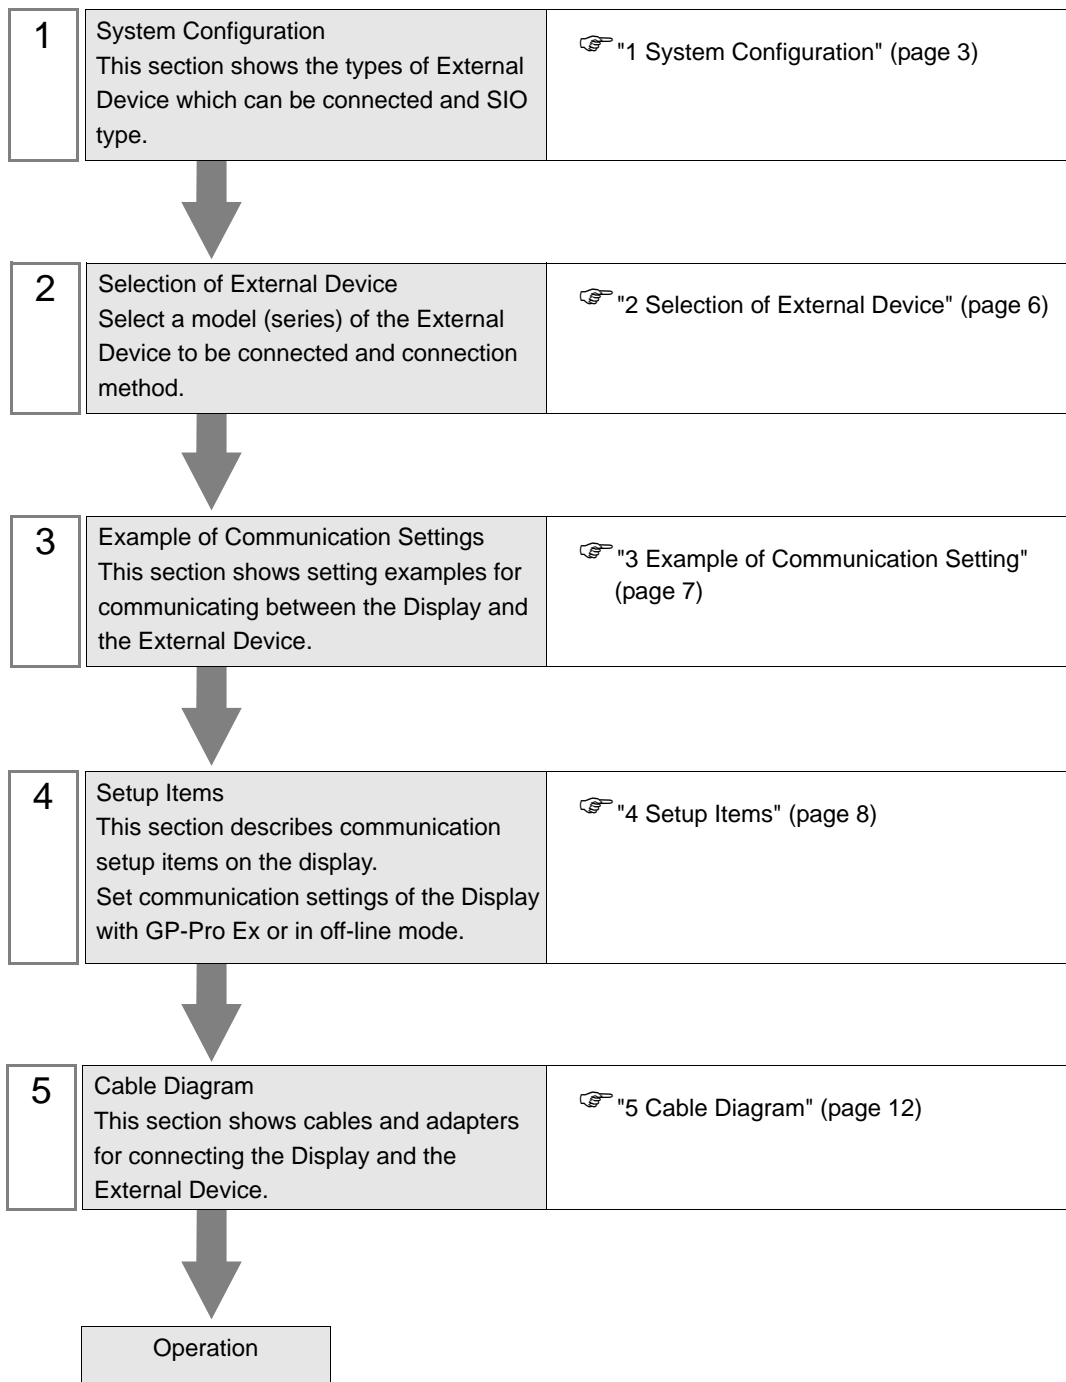 1
System Configuration
This section shows the types of External
Device which can be connected and SIO
type.
"1 System Configuration" (page 3)
2
Selection of External Device
Select a model (series) of the External
Device to be connected and connection
method.
"2 Selection of External Device" (page 6)
3
Example of Communication Settings
This section shows setting examples for
communicating between the Display and
the External Device.
"3 Example of Communication Setting"
(page 7)
4
Setup Items
This section describes communication
setup items on the display.
Set communication settings of the Display
with GP-Pro Ex or in off-line mode.
"4 Setup Items" (page 8)
5
Cable Diagram
This section shows cables and adapters
for connecting the Display and the
External Device.
"5 Cable Diagram" (page 12)
Operation